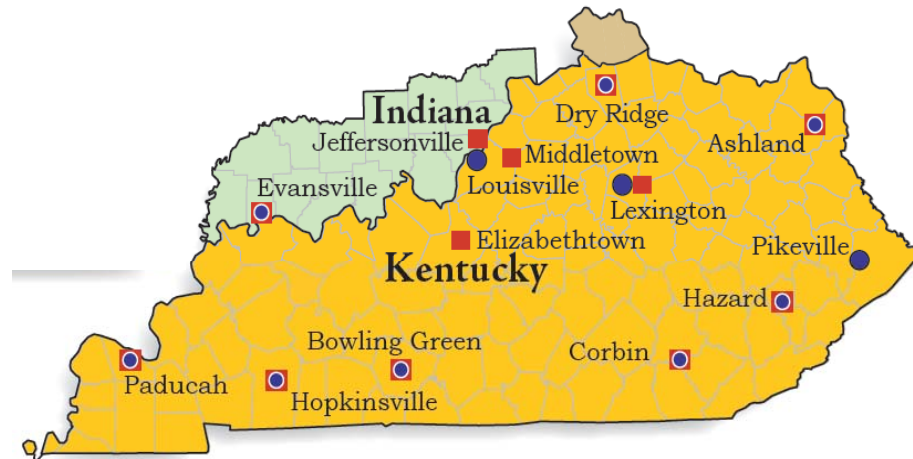 Indiana
Dry Ridge
Jeffersonville
Middletown
Ashland
Evansville
Louisville
Lexington
Elizabethtown
Pikeville
Kentucky
Hazard
Bowling Green
Corbin
Paducah
Hopkinsville